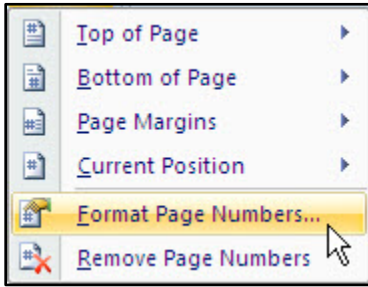 Top of Page
Bottom of Page
Page Margins
Current Position
Format Page Numbers...
Remove Page Numbers